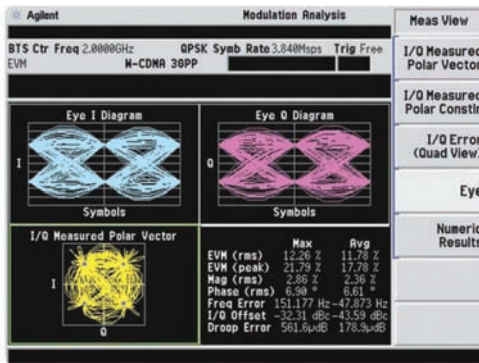 Agilent
Modulation Analysis
Meas View
BTS Ctr Freq 2.0000GHz QPSK Symb Rate 3.840Msps Trig Free
EVM W-CDMA 3GPP
I/Q Measured
Polar Vector
I/Q Measured
Polar Constln
I/Q Error
(Quad View)
Eye
Numeric
Results
Eye I Diagram
I
Symbols
Eye Q Diagram
Q
Symbols
I/Q Measured Polar Vector
I
Q
Max Avg
EVM (rms) 12.26 % 11.78 %
EVM (peak) 21.79 % 17.78 %
Mag (rms) 2.86 % 2.36 %
Phase (rms) 6.90 ° 6.61 °
Freq Error 151.177 Hz -47.873 Hz
I/Q Offset -32.31 dBc -43.59 dBc
Droop Error 561.6µdB 178.9µdB